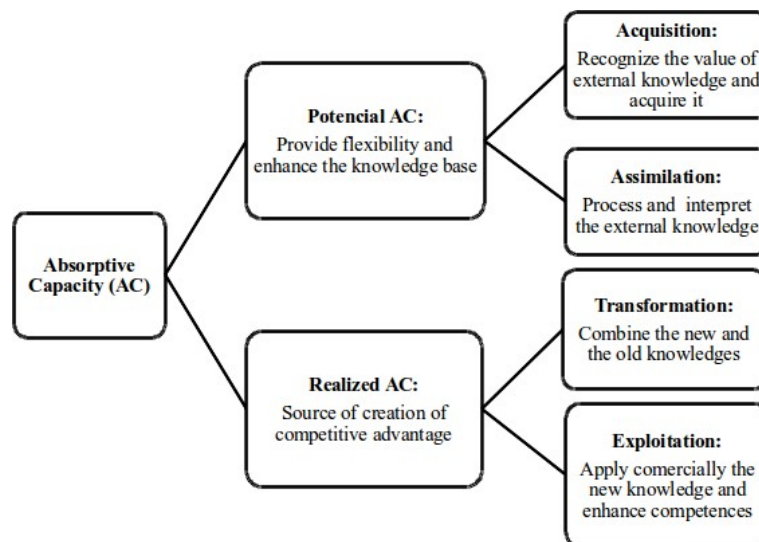 Acquisition:
Recognize the value of
external knowledge and
acquire it
Potencial AC:
Provide flexibility and
enhance the knowledge base
Assimilation:
Process and interpret
the external knowledge
Absorptive
Capacity (AC)
Transformation:
Combine the new and
the old knowledges
Realized AC:
Source of creation of
competitive advantage
Exploitation:
Apply comercially the
new knowledge and
enhance competences